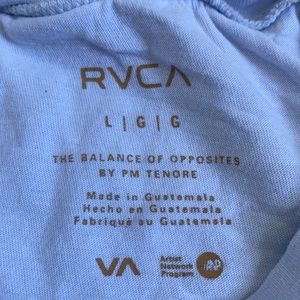 RVCA
L | G | G
THE BALANCE OF OPPOSITES
BY PM TENORE
Made in Guatemala
Hecho en Guatemala
Fabriqué au Guatemala
VA
Artist
Network
Program